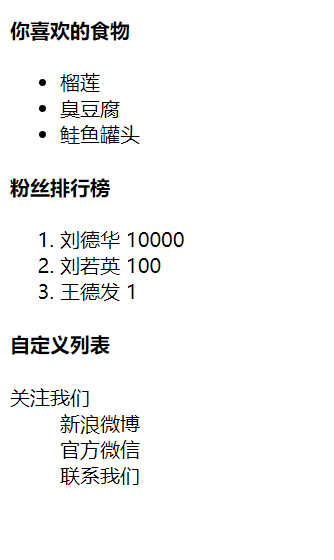 你喜欢的食物
榴莲
臭豆腐
鲱鱼罐头
粉丝排行榜
1. 刘德华 10000
2. 刘若英 100
3. 王德发 1
自定义列表
关注我们
新浪微博
官方微信
联系我们